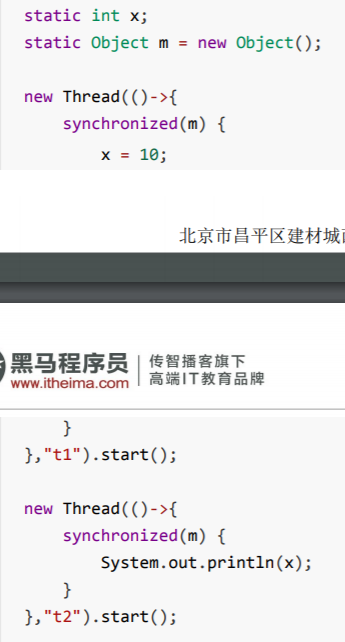 static int x;
static Object m = new Object();
new Thread(()->{
    synchronized(m) {
        x = 10;
北京市昌平区建材城
黑马程序员
www.itheima.com
传智播客旗下
高端IT教育品牌
    }
},"t1").start();
new Thread(()->{
    synchronized(m) {
        System.out.println(x);
    }
},"t2").start();